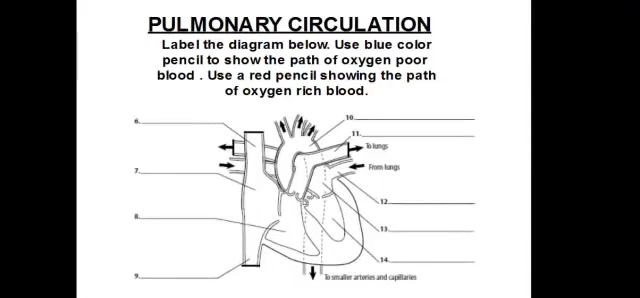 PULMONARY CIRCULATION
Label the diagram below. Use blue color
pencil to show the path of oxygen poor
blood . Use a red pencil showing the path
of oxygen rich blood.
6.
10.
11.
To lungs
From lungs
7.
12.
8.
13.
14.
9.
To smaller arteries and capillaries